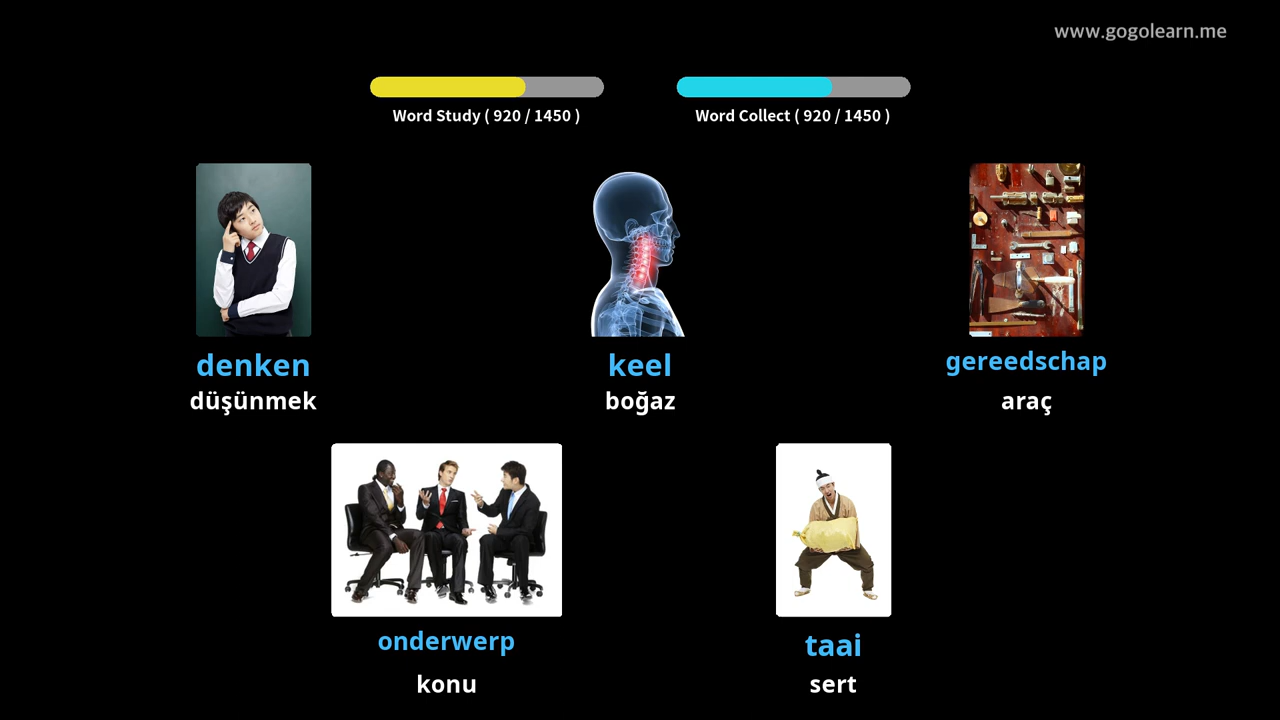 www.gogolearn.me
Word Study ( 920 / 1450 )
Word Collect ( 920 / 1450 )
denken
düşünmek
keel
boğaz
gereedschap
araç
onderwerp
konu
taai
sert